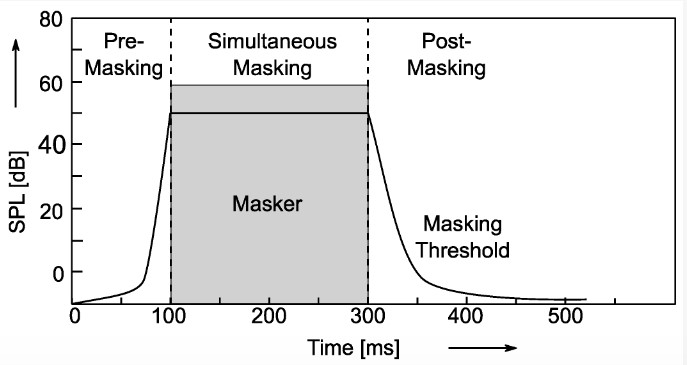 80
Pre-
Masking
Simultaneous
Masking
Post-
Masking
60
40
SPL [dB]
Masker
20
Masking
Threshold
0
0 100 200 300 400 500
Time [ms]